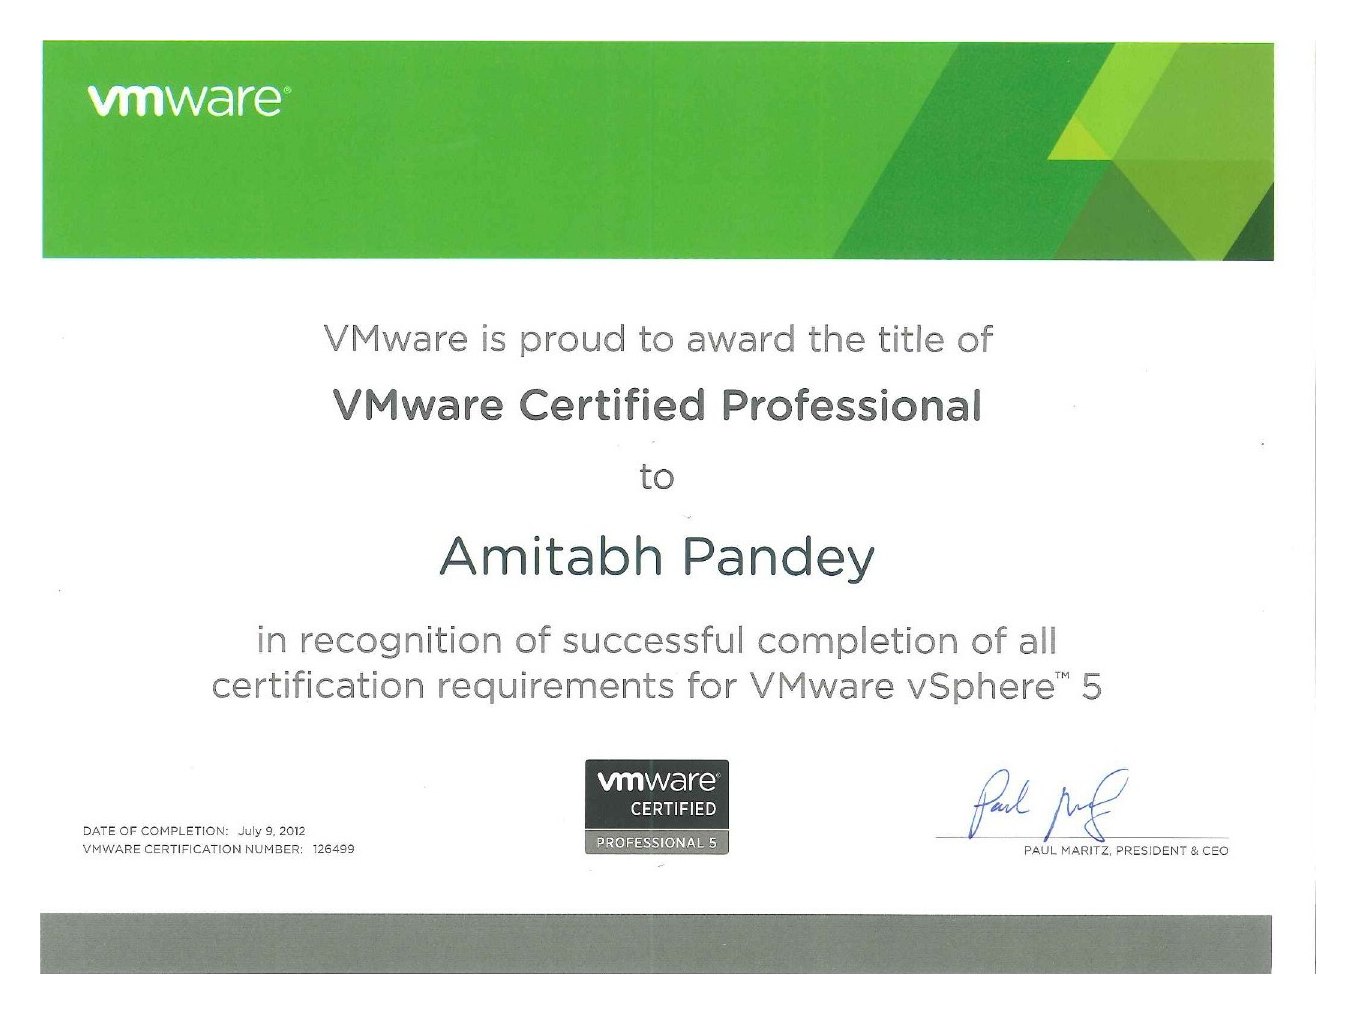 vmware®
VMware is proud to award the title of
VMware Certified Professional
to
Amitabh Pandey
in recognition of successful completion of all
certification requirements for VMware vSphere™ 5
vmware®
CERTIFIED
PROFESSIONAL 5
DATE OF COMPLETION: July 9, 2012
VMWARE CERTIFICATION NUMBER: 126499
Paul Maritz
PAUL MARITZ, PRESIDENT & CEO